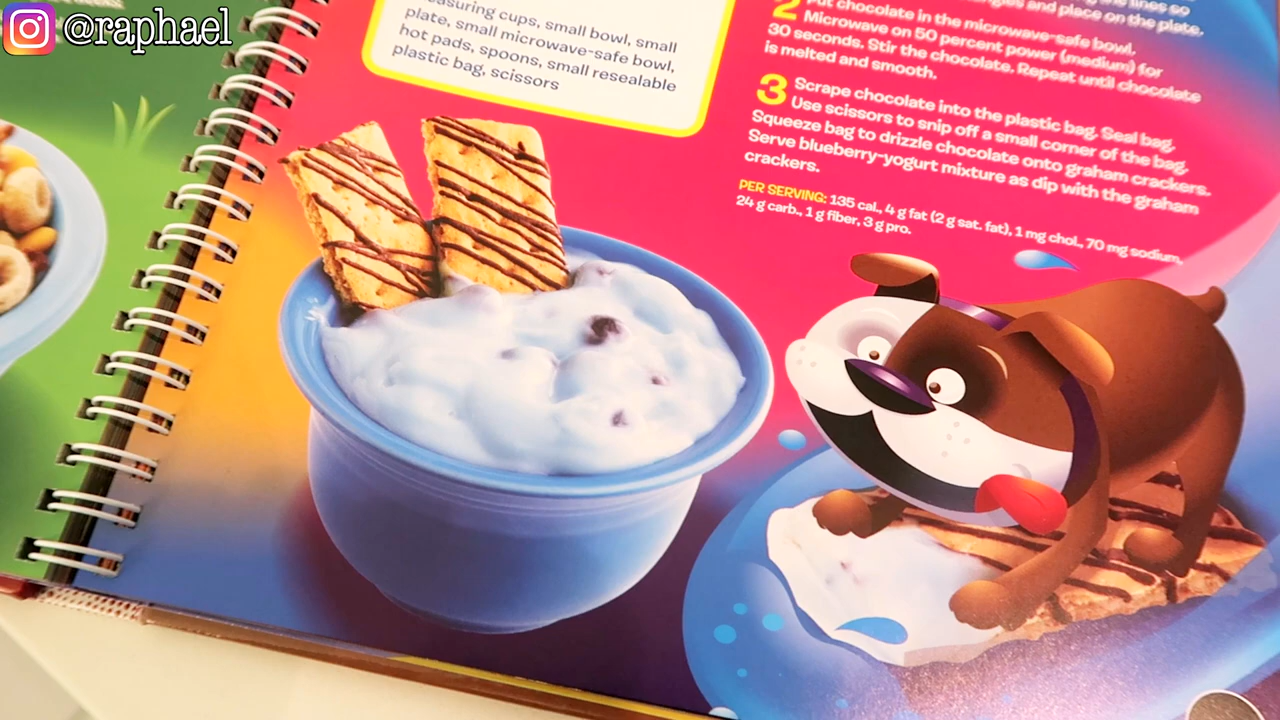 @raphael
measuring cups, small bowl, small
plate, small microwave-safe bowl,
hot pads, spoons, small resealable
plastic bag, scissors
lines so
and place on the plate.
2 Put chocolate in the microwave-safe bowl.
Microwave on 50 percent power (medium) for
30 seconds. Stir the chocolate. Repeat until chocolate
is melted and smooth.
3 Scrape chocolate into the plastic bag. Seal bag.
Use scissors to snip off a small corner of the bag.
Squeeze bag to drizzle chocolate onto graham crackers.
Serve blueberry-yogurt mixture as dip with the graham
crackers.
PER SERVING: 135 cal., 4 g fat (2 g sat. fat), 1 mg chol., 70 mg sodium,
24 g carb., 1 g fiber, 3 g pro.